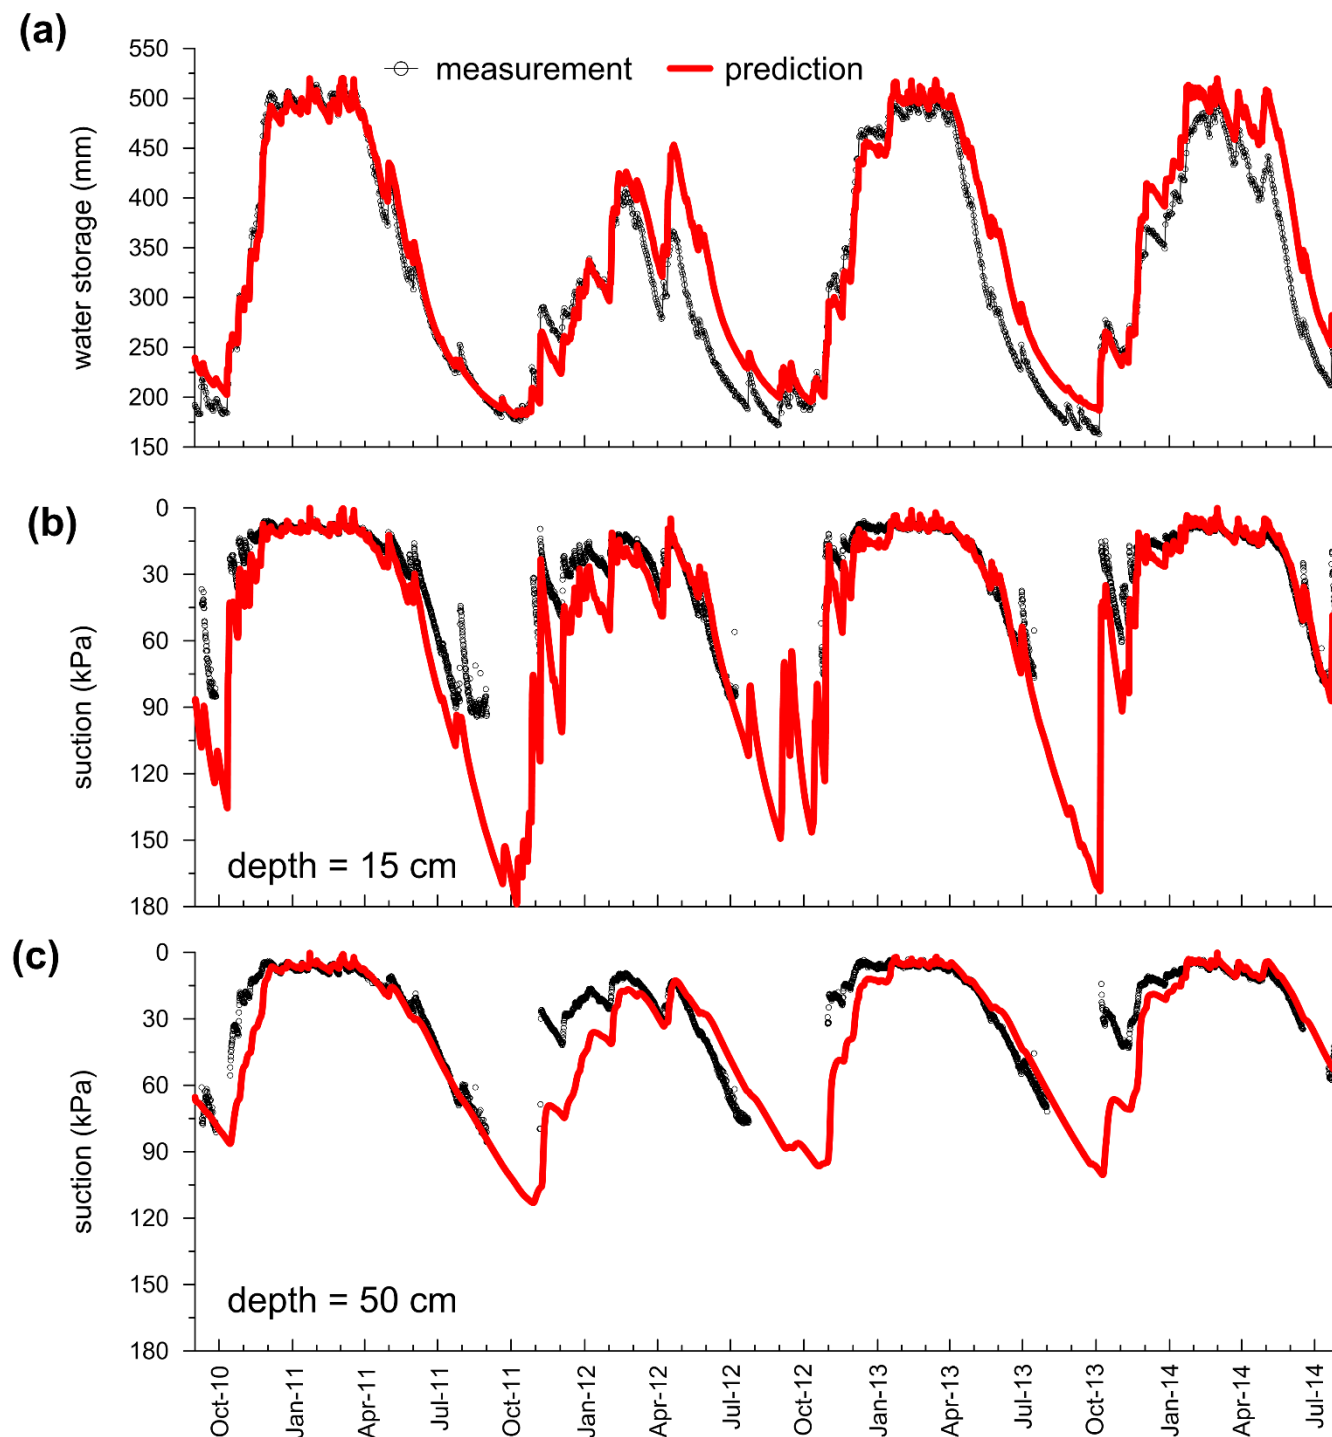 (a)
550
500
450
400
350
300
250
200
150
water storage (mm)
measurement prediction
(b)
0
30
60
90
120
150
180
suction (kPa)
depth = 15 cm
(c)
0
30
60
90
120
150
180
suction (kPa)
depth = 50 cm
Oct-10
Jan-11
Apr-11
Jul-11
Oct-11
Jan-12
Apr-12
Jul-12
Oct-12
Jan-13
Apr-13
Jul-13
Oct-13
Jan-14
Apr-14
Jul-14